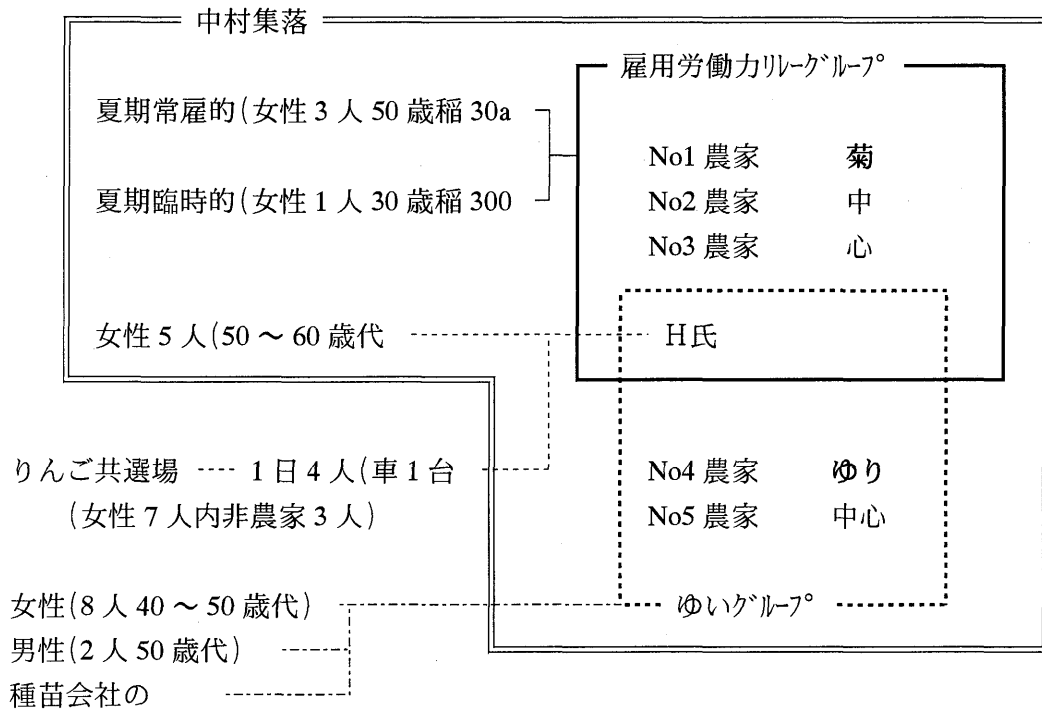 中村集落
雇用労働力リレーグループ
夏期常雇的(女性3人50歳稲30a
No1農家 菊
夏期臨時的(女性1人30歳稲300
No2農家 中
No3農家 心
女性5人(50～60歳代
H氏
りんご共選場 1日4人(車1台
(女性7人内非農家3人)
No4農家 ゆり
No5農家 中心
女性(8人40～50歳代)
ゆいグループ
男性(2人50歳代)
種苗会社の